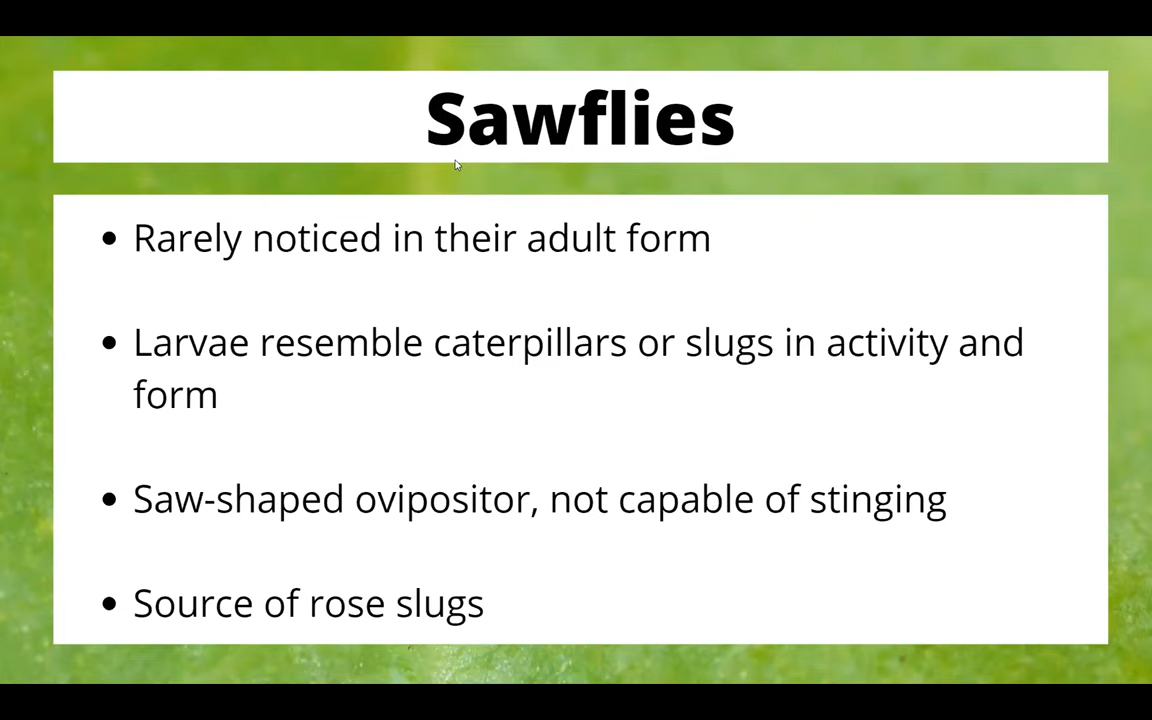 Sawflies
• Rarely noticed in their adult form
• Larvae resemble caterpillars or slugs in activity and
form
• Saw-shaped ovipositor, not capable of stinging
• Source of rose slugs